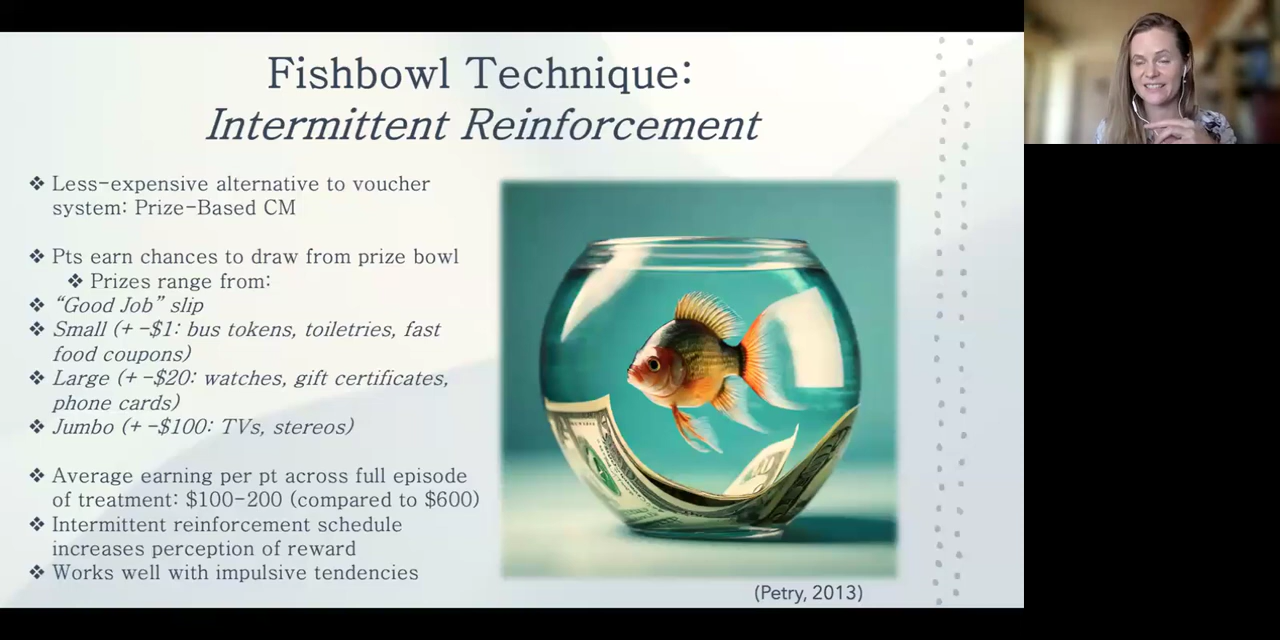 Fishbowl Technique:
Intermittent Reinforcement
❖ Less-expensive alternative to voucher
system: Prize-Based CM
❖ Pts earn chances to draw from prize bowl
❖ Prizes range from:
❖ “Good Job” slip
❖ Small (+ -$1: bus tokens, toiletries, fast
food coupons)
❖ Large (+ -$20: watches, gift certificates,
phone cards)
❖ Jumbo (+ -$100: TVs, stereos)
❖ Average earning per pt across full episode
of treatment: $100-200 (compared to $600)
❖ Intermittent reinforcement schedule
increases perception of reward
❖ Works well with impulsive tendencies
(Petry, 2013)